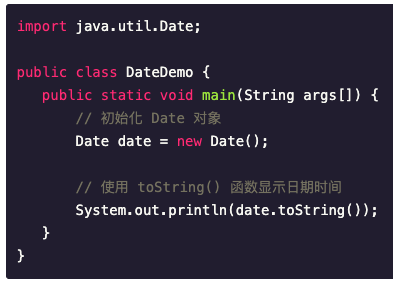 import java.util.Date;
public class DateDemo {
public static void main(String args[]) {
// 初始化 Date 对象
Date date = new Date();
// 使用 toString() 函数显示日期时间
System.out.println(date.toString());
}
}